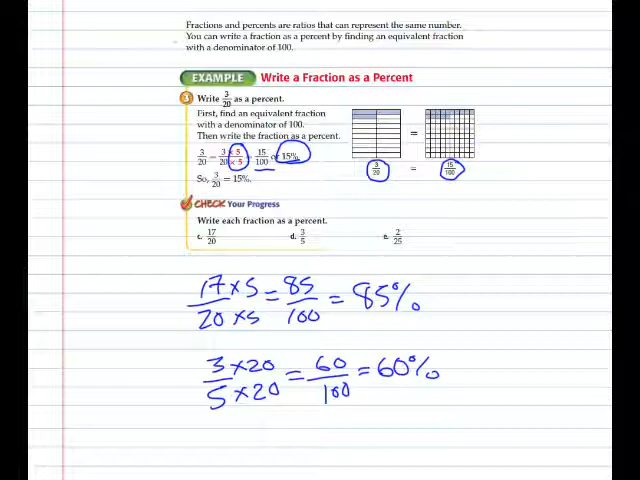 Fractions and percents are ratios that can represent the same number.
You can write a fraction as a percent by finding an equivalent fraction
with a denominator of 100.
EXAMPLE Write a Fraction as a Percent
3 Write 3/20 as a percent.
First, find an equivalent fraction
with a denominator of 100.
Then write the fraction as a percent.
3/20 = 3 × 5/20 × 5 = 15/100 or 15%
3/20 = 15/100
So, 3/20 = 15%.
CHECK Your Progress
Write each fraction as a percent.
c. 17/20 d. 3/5 e. 2/25
17 × 5/20 × 5 = 85/100 = 85%
3 × 20/5 × 20 = 60/100 = 60%